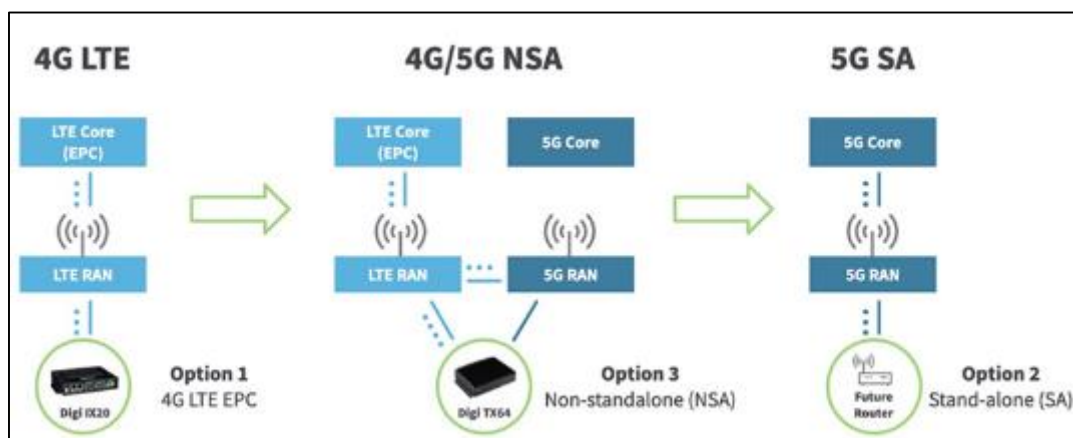 4G LTE
4G/5G NSA
5G SA
LTE Core
(EPC)
LTE Core
(EPC)
5G Core
5G Core
LTE RAN
LTE RAN
5G RAN
5G RAN
Digi IX20
Option 1
4G LTE EPC
Digi TX64
Option 3
Non-standalone (NSA)
Future
Router
Option 2
Stand-alone (SA)